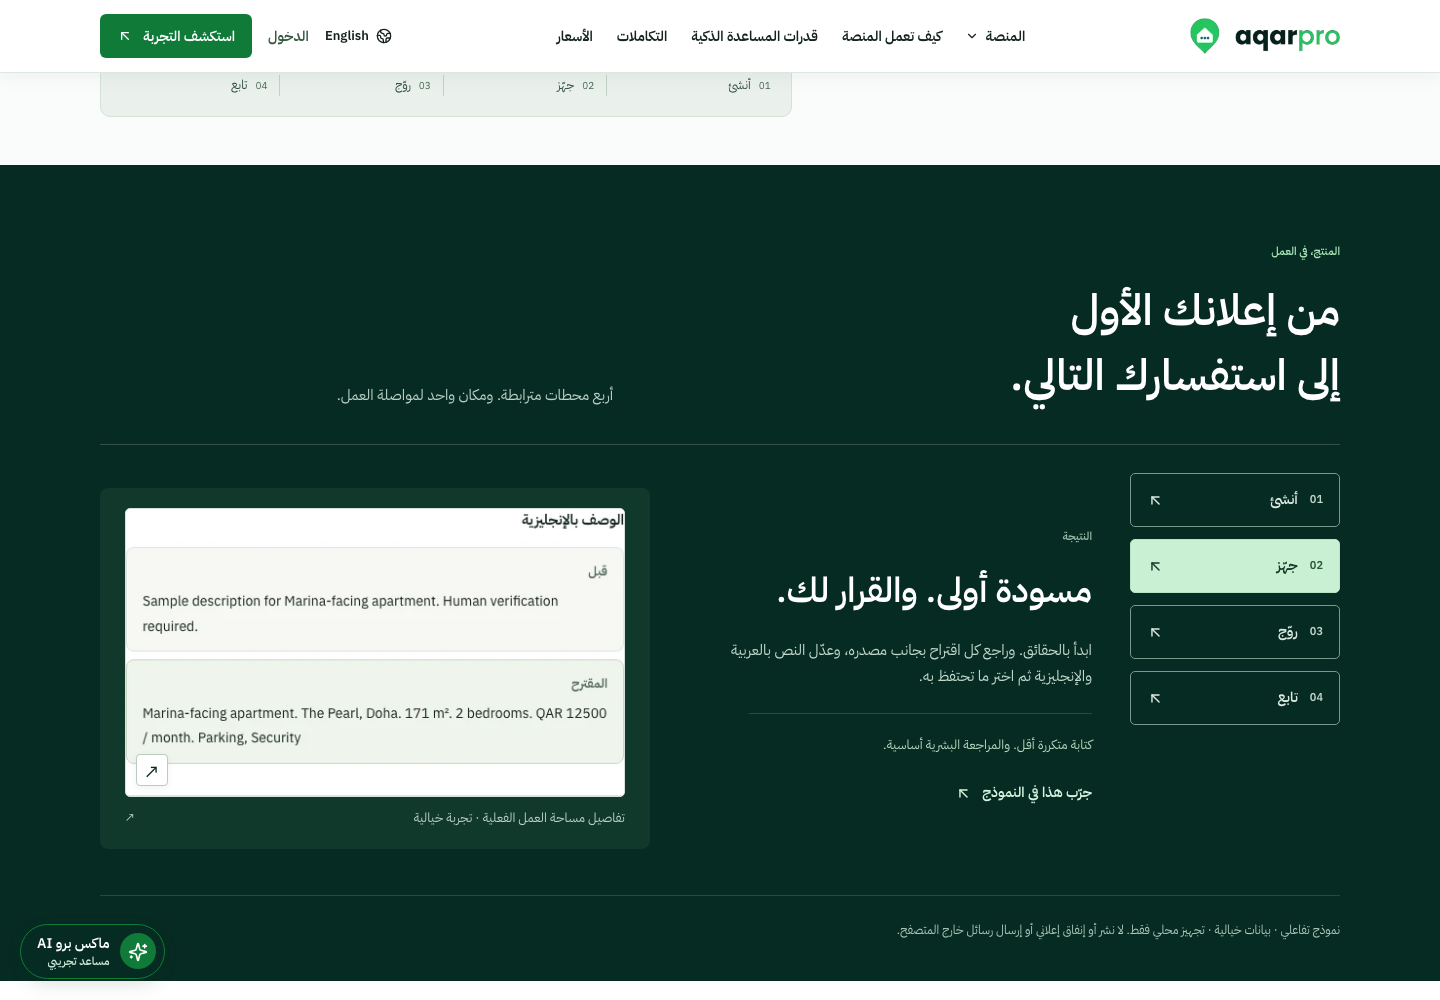 aqarpro
المنصة
كيف تعمل المنصة
قدرات المساعدة الذكية
التكاملات
الأسعار
English
الدخول
استكشف التجربة
01 أنشئ
02 جهّز
03 روّج
04 تابع
المنتج، في العمل
من إعلانك الأول
إلى استفسارك التالي.
أربع محطات مترابطة. ومكان واحد لمواصلة العمل.
01 أنشئ
02 جهّز
03 روّج
04 تابع
النتيجة
مسودة أولى. والقرار لك.
ابدأ بالحقائق. وراجع كل اقتراح بجانب مصدره، وعدّل النص بالعربية
والإنجليزية ثم اختر ما تحتفظ به.
كتابة متكررة أقل. والمراجعة البشرية أساسية.
جرّب هذا في النموذج
الوصف بالإنجليزية
قبل
Sample description for Marina-facing apartment. Human verification
required.
المقترح
Marina-facing apartment. The Pearl, Doha. 171 m². 2 bedrooms. QAR 12500
/ month. Parking, Security
تفاصيل مساحة العمل الفعلية · تجربة خيالية
نموذج تفاعلي · بيانات خيالية · تجهيز محلي فقط. لا نشر أو إنفاق إعلاني أو إرسال رسائل خارج المتصفح.
ماكس برو AI
مساعد تجريبي